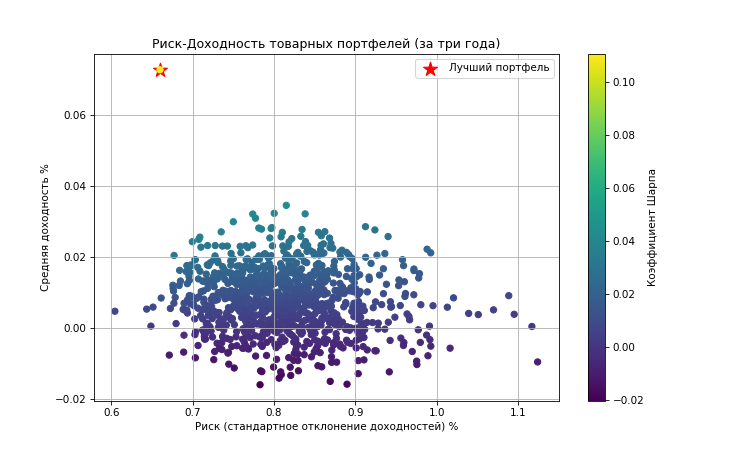 Риск-Доходность товарных портфелей (за три года)
Лучший портфель
Средняя доходность %
0.06
0.04
0.02
0.00
−0.02
0.6 0.7 0.8 0.9 1.0 1.1
Риск (стандартное отклонение доходностей) %
0.10
0.08
0.06
0.04
0.02
0.00
−0.02
Коэффициент Шарпа